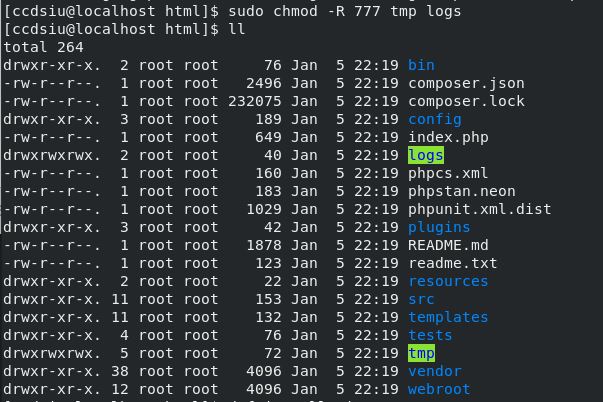 [ccdsiu@localhost html]$ sudo chmod -R 777 tmp logs
[ccdsiu@localhost html]$ ll
total 264
drwxr-xr-x.  2 root root     76 Jan  5 22:19 bin
-rw-r--r--.  1 root root   2496 Jan  5 22:19 composer.json
-rw-r--r--.  1 root root 232075 Jan  5 22:19 composer.lock
drwxr-xr-x.  3 root root    189 Jan  5 22:19 config
-rw-r--r--.  1 root root    649 Jan  5 22:19 index.php
drwxrwxrwx.  2 root root     40 Jan  5 22:19 logs
-rw-r--r--.  1 root root    160 Jan  5 22:19 phpcs.xml
-rw-r--r--.  1 root root    183 Jan  5 22:19 phpstan.neon
-rw-r--r--.  1 root root   1029 Jan  5 22:19 phpunit.xml.dist
drwxr-xr-x.  3 root root     42 Jan  5 22:19 plugins
-rw-r--r--.  1 root root   1878 Jan  5 22:19 README.md
-rw-r--r--.  1 root root    123 Jan  5 22:19 readme.txt
drwxr-xr-x.  2 root root     22 Jan  5 22:19 resources
drwxr-xr-x. 11 root root    153 Jan  5 22:19 src
drwxr-xr-x. 11 root root    132 Jan  5 22:19 templates
drwxr-xr-x.  4 root root     76 Jan  5 22:19 tests
drwxrwxrwx.  5 root root     72 Jan  5 22:19 tmp
drwxr-xr-x. 38 root root   4096 Jan  5 22:19 vendor
drwxr-xr-x. 12 root root   4096 Jan  5 22:19 webroot